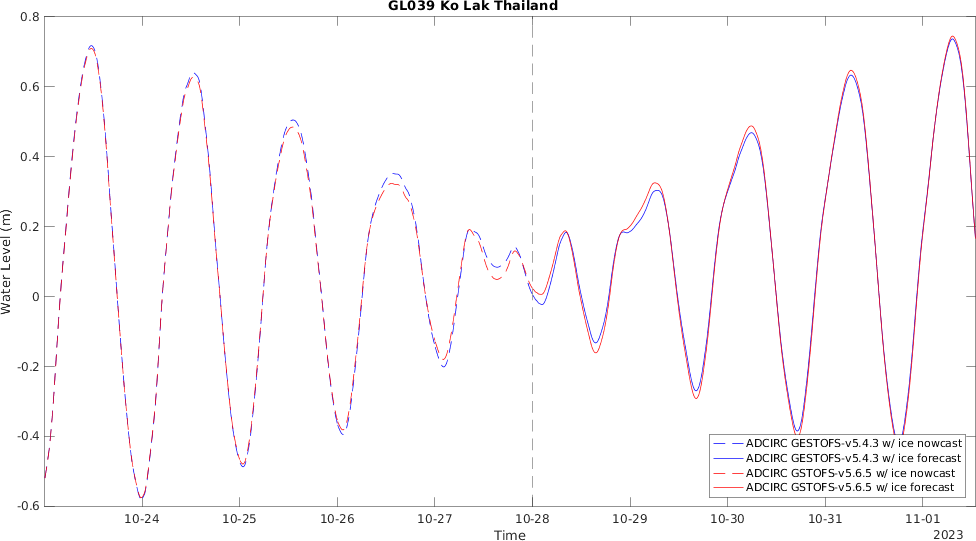 GL039 Ko Lak Thailand
0.8
0.6
0.4
0.2
0
-0.2
-0.4
-0.6
Water Level (m)
10-24 10-25 10-26 10-27 10-28 10-29 10-30 10-31 11-01
Time
2023
ADCIRC GESTOFS-v5.4.3 w/ ice nowcast
ADCIRC GESTOFS-v5.4.3 w/ ice forecast
ADCIRC GSTOFS-v5.6.5 w/ ice nowcast
ADCIRC GSTOFS-v5.6.5 w/ ice forecast